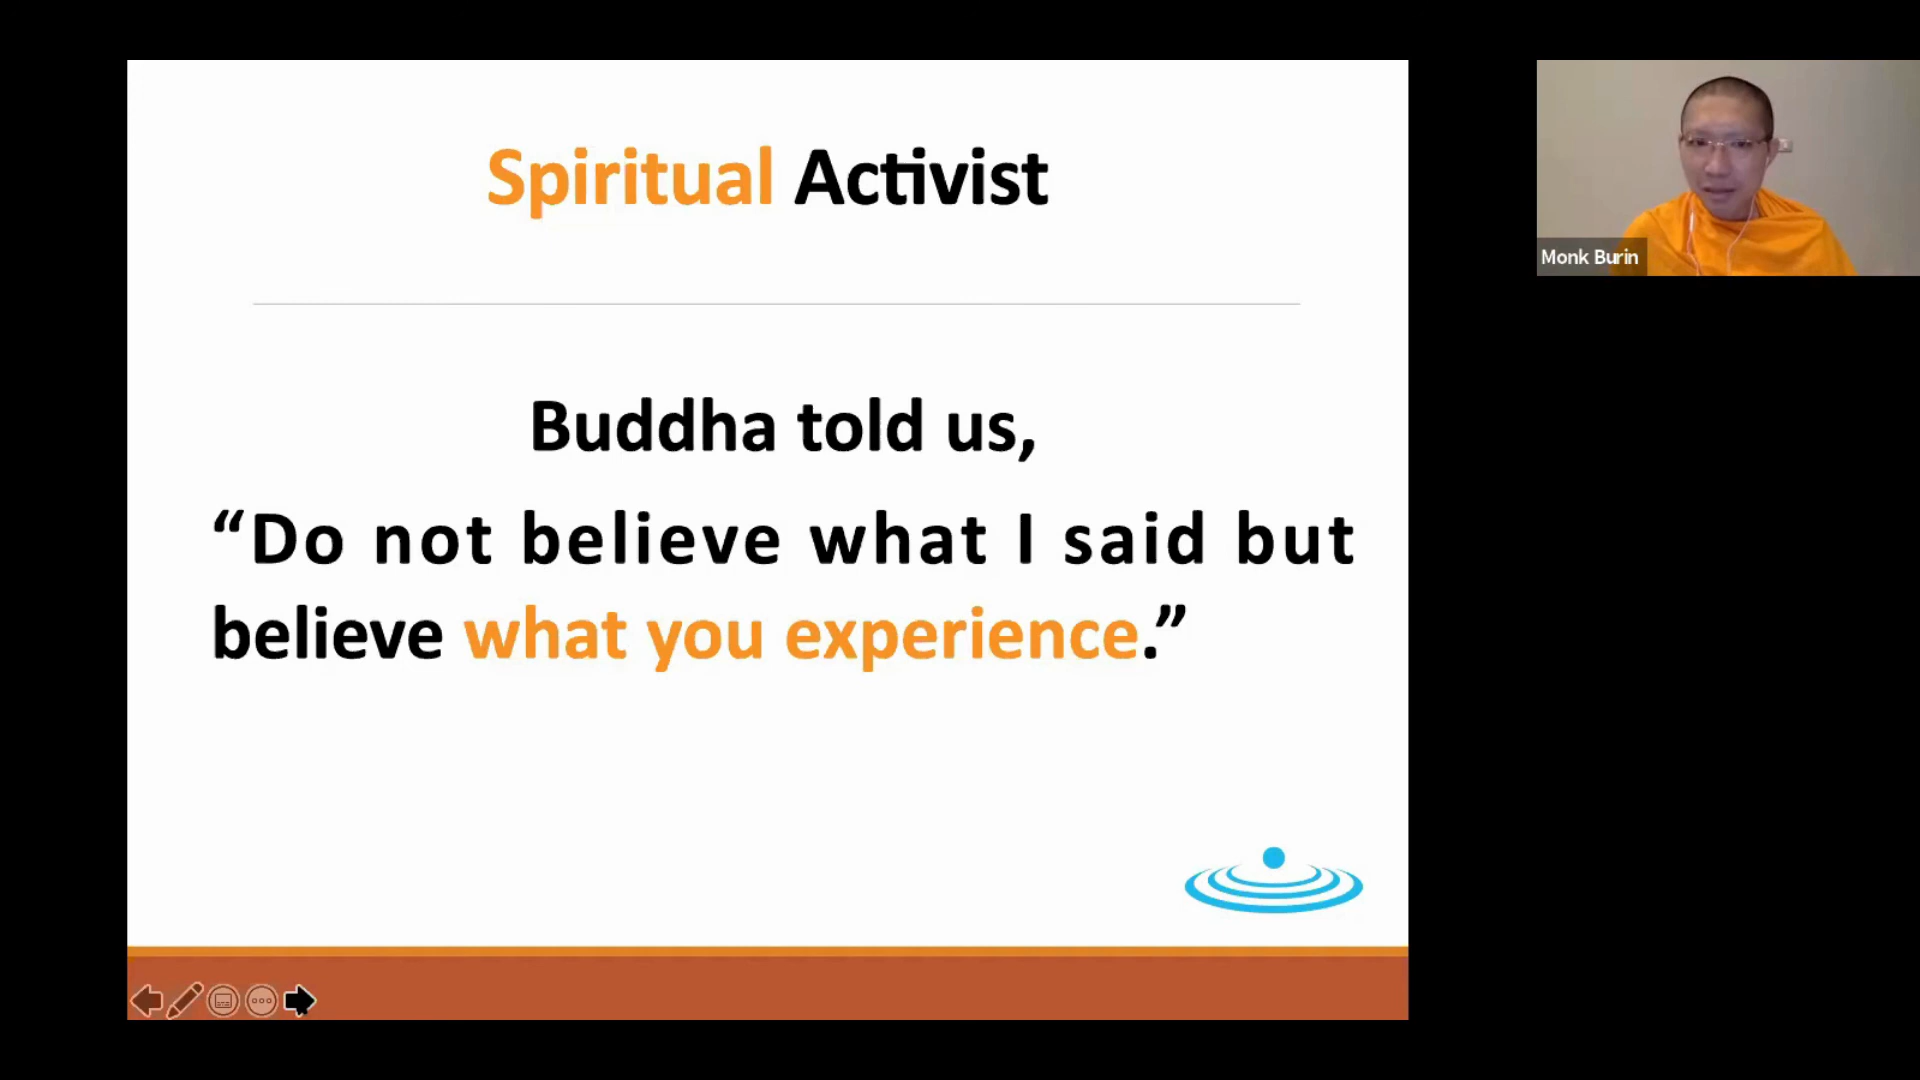 Spiritual Activist
Buddha told us,
“Do not believe what I said but
believe what you experience.”
Monk Burin